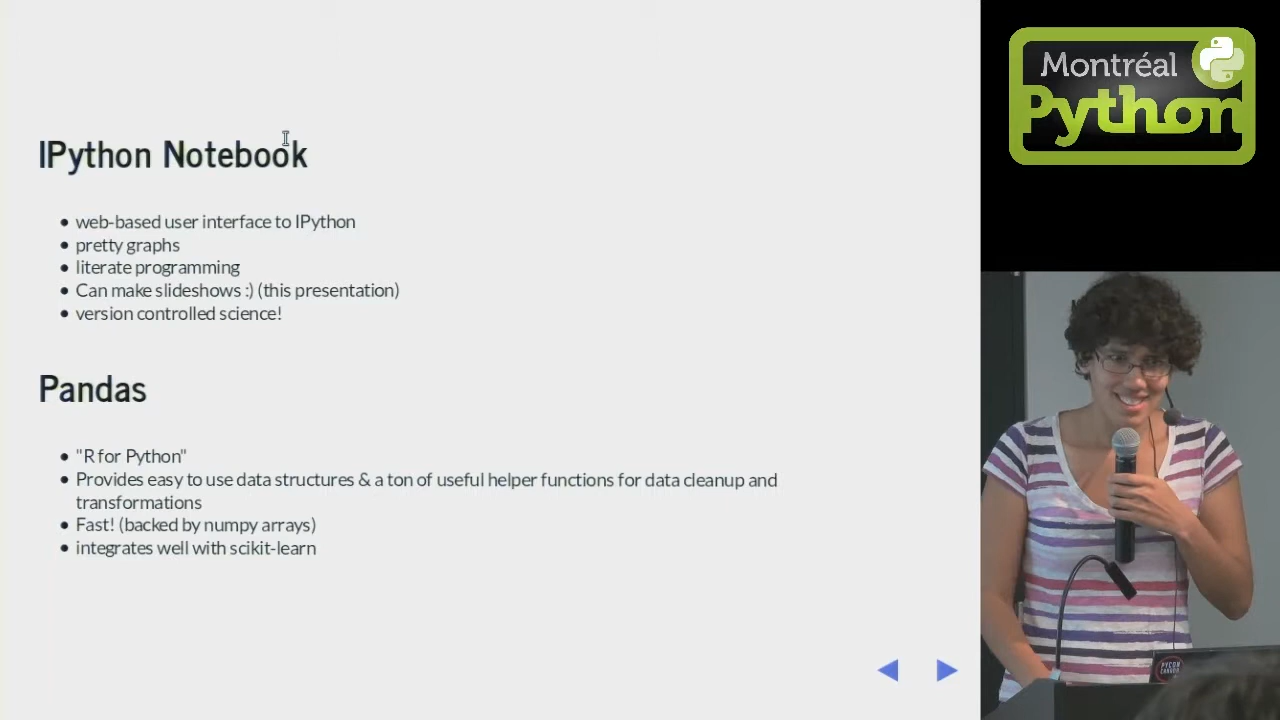 IPython Notebook
• web-based user interface to IPython
• pretty graphs
• literate programming
• Can make slideshows :) (this presentation)
• version controlled science!
Pandas
• "R for Python"
• Provides easy to use data structures & a ton of useful helper functions for data cleanup and
transformations
• Fast! (backed by numpy arrays)
• integrates well with scikit-learn
Montréal
Python
PYCON
CANADA